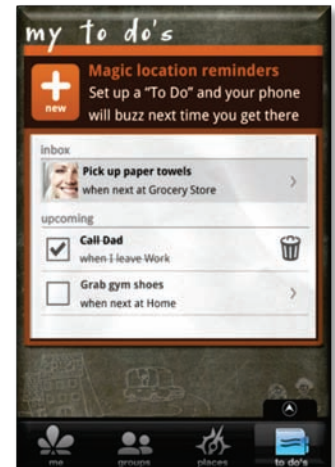 my to do's
Magic location reminders
new
Set up a "To Do" and your phone
will buzz next time you get there
inbox
Pick up paper towels
when next at Grocery Store
upcoming
Call Dad
when I leave Work
Grab gym shoes
when next at Home
me groups places to do's